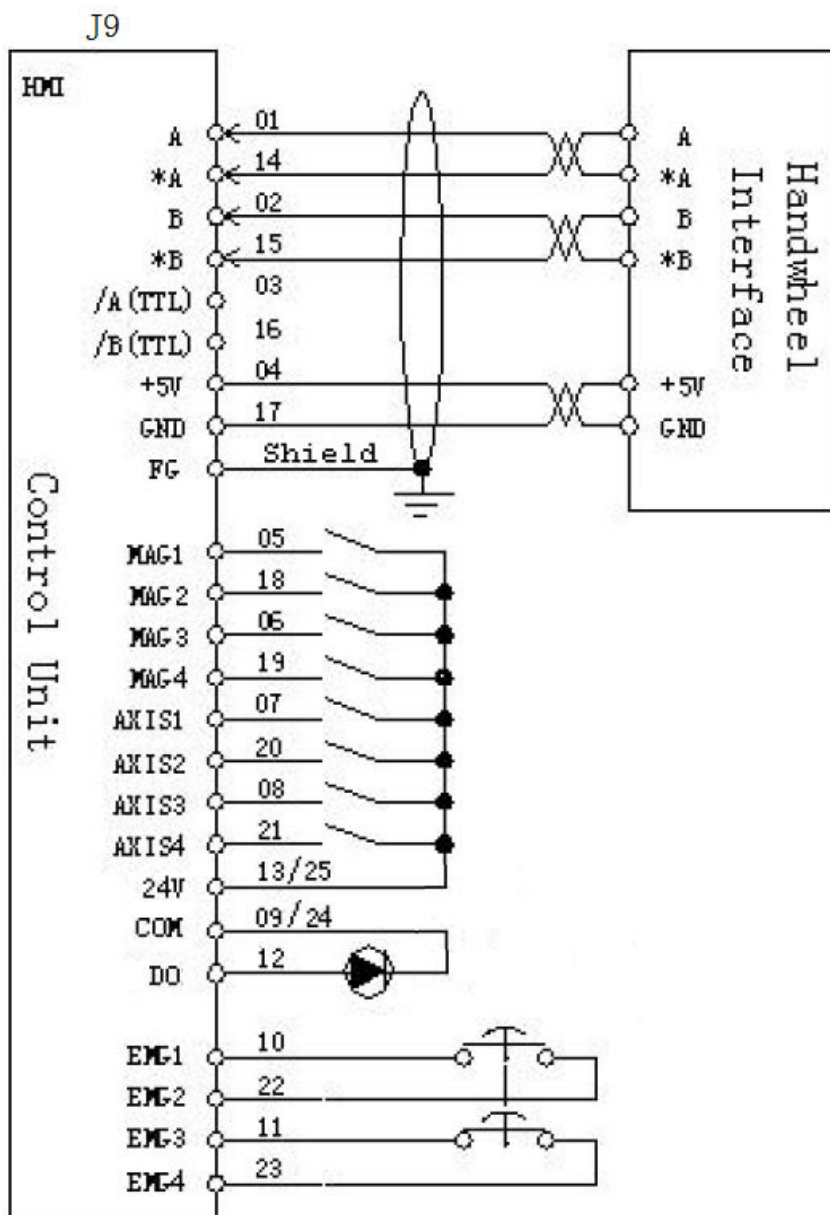 J9
HMI
A 01 A
*A 14 *A
B 02 B
*B 15 *B
/A(TTL) 03
/B(TTL) 16
+5V 04 +5V
GND 17 GND
FG Shield
Handwheel
Interface
Control Unit
MAG1 05
MAG2 18
MAG3 06
MAG4 19
AXIS1 07
AXIS2 20
AXIS3 08
AXIS4 21
24V 13/25
COM 09/24
DO 12
EMG1 10
EMG2 22
EMG3 11
EMG4 23